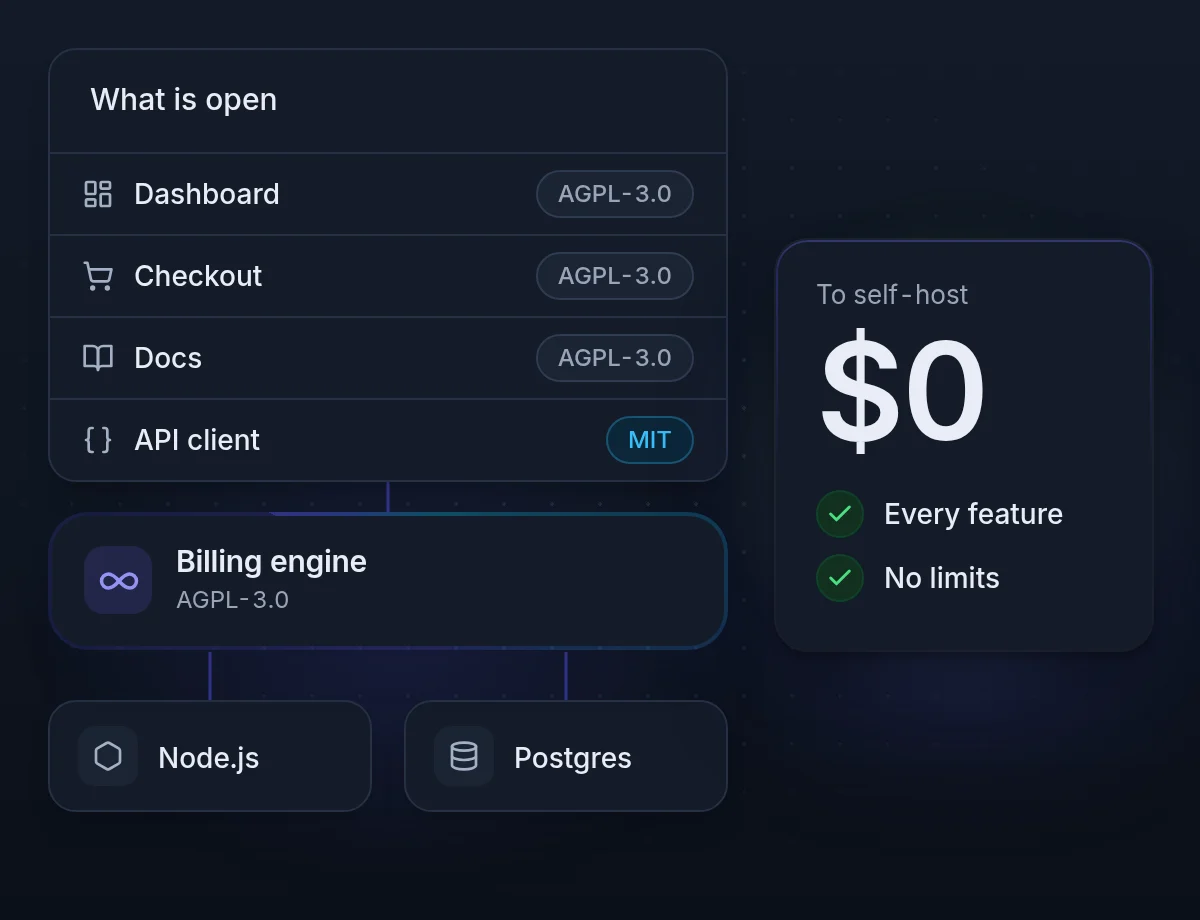 What is open
Dashboard AGPL-3.0
Checkout AGPL-3.0
Docs AGPL-3.0
API client MIT
Billing engine
AGPL-3.0
Node.js
Postgres
To self-host
$0
Every feature
No limits